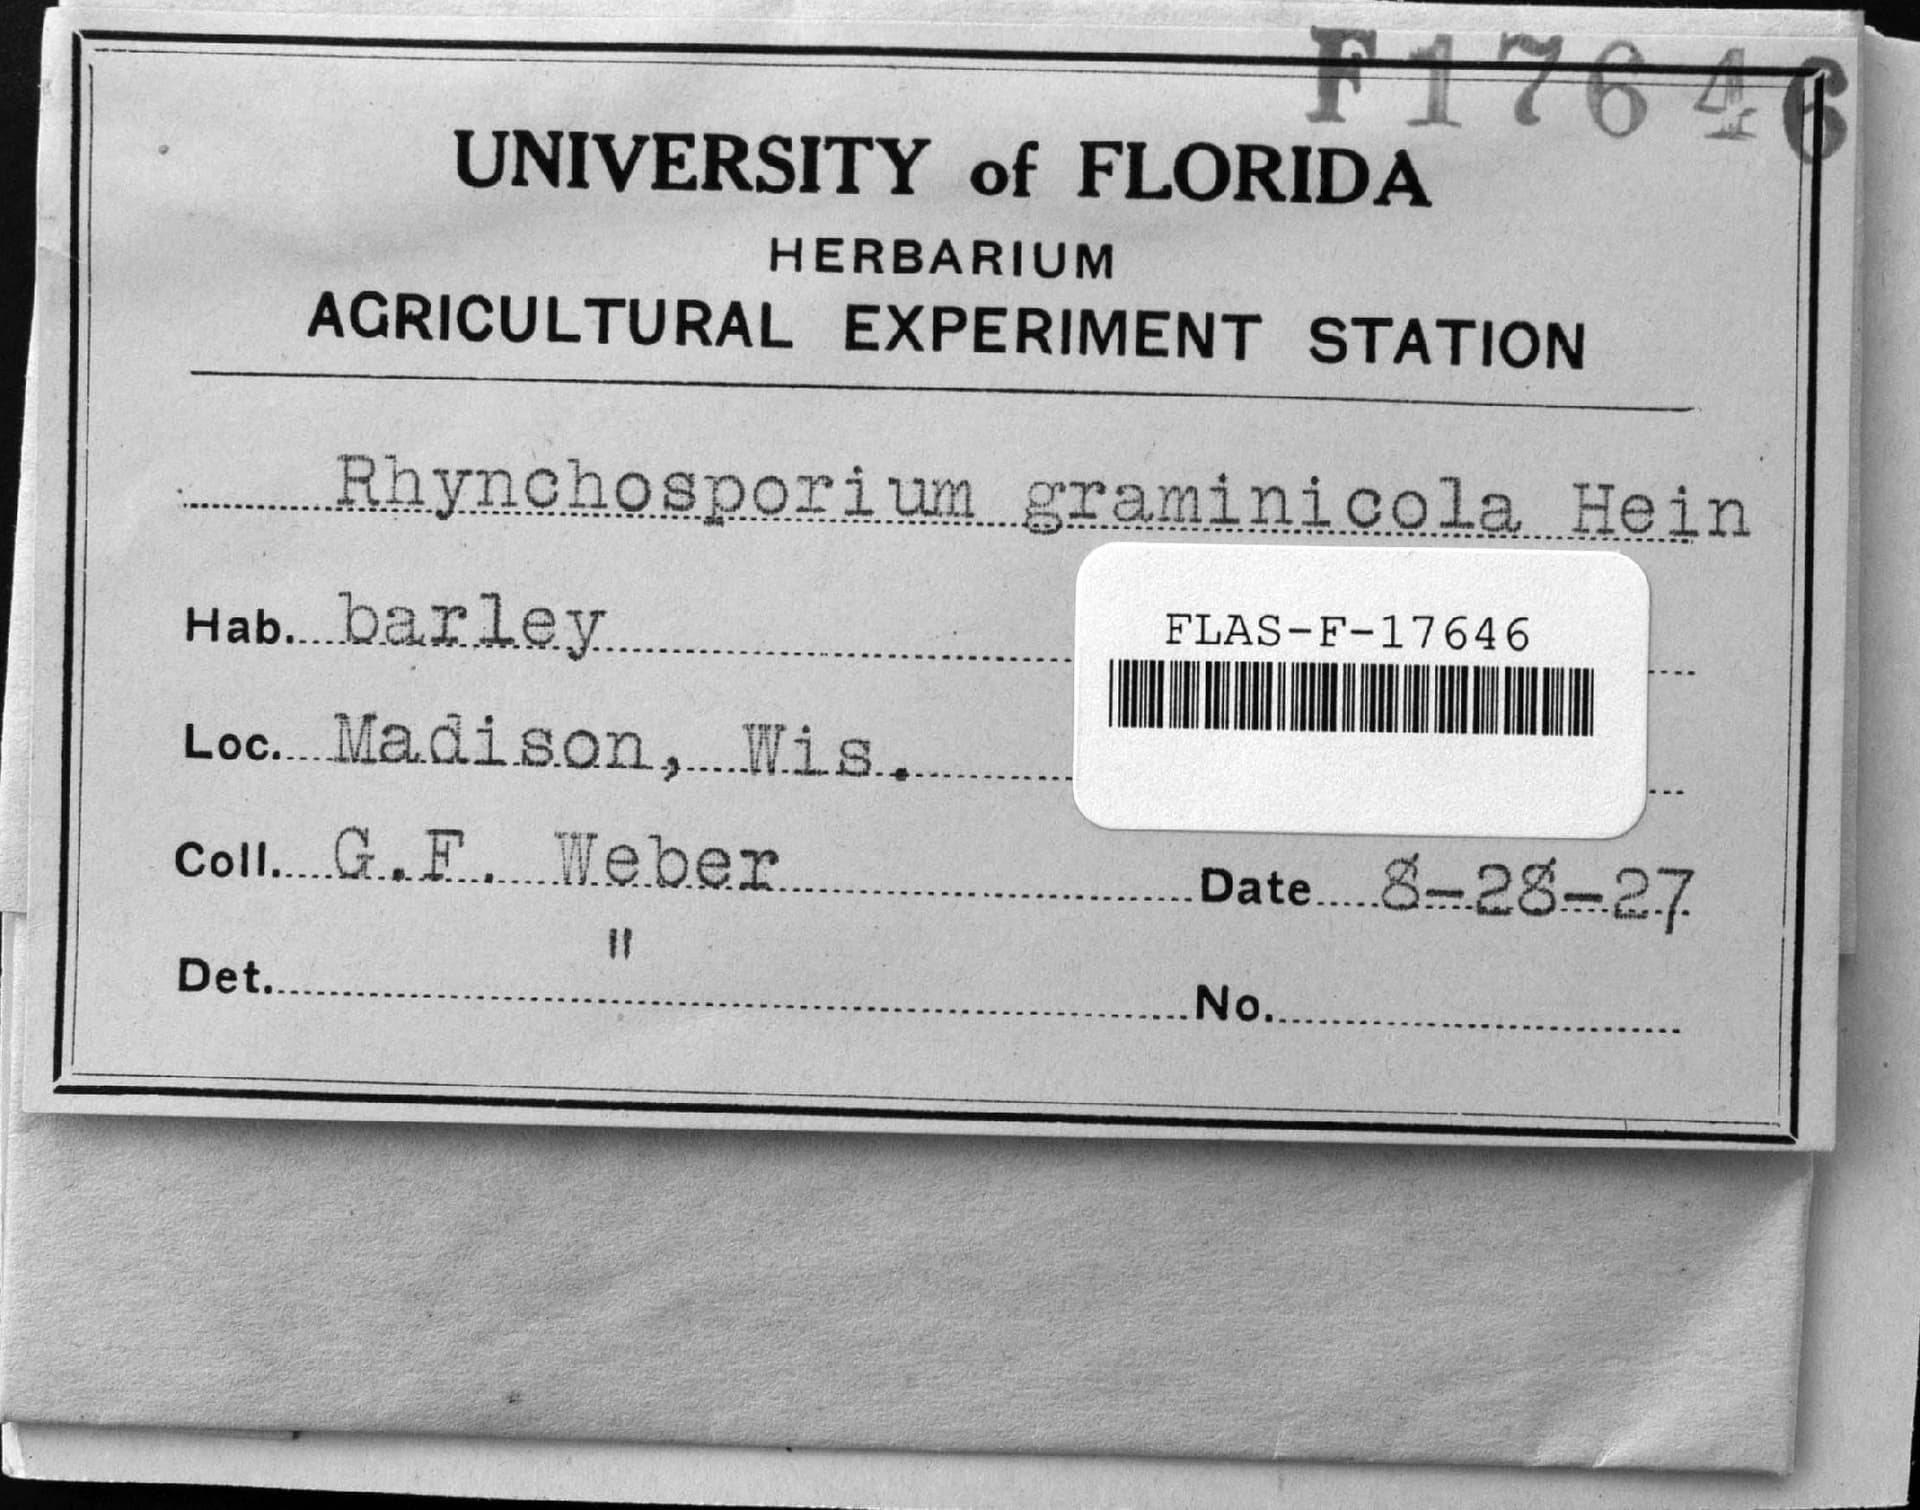 F17646
UNIVERSITY of FLORIDA
HERBARIUM
AGRICULTURAL EXPERIMENT STATION
Rhynchosporium graminicola Hein
Hab. barley
FLAS-F-17646
Loc. Madison, Wis.
Coll. G.F. Weber Date 8-28-27
Det. " No.